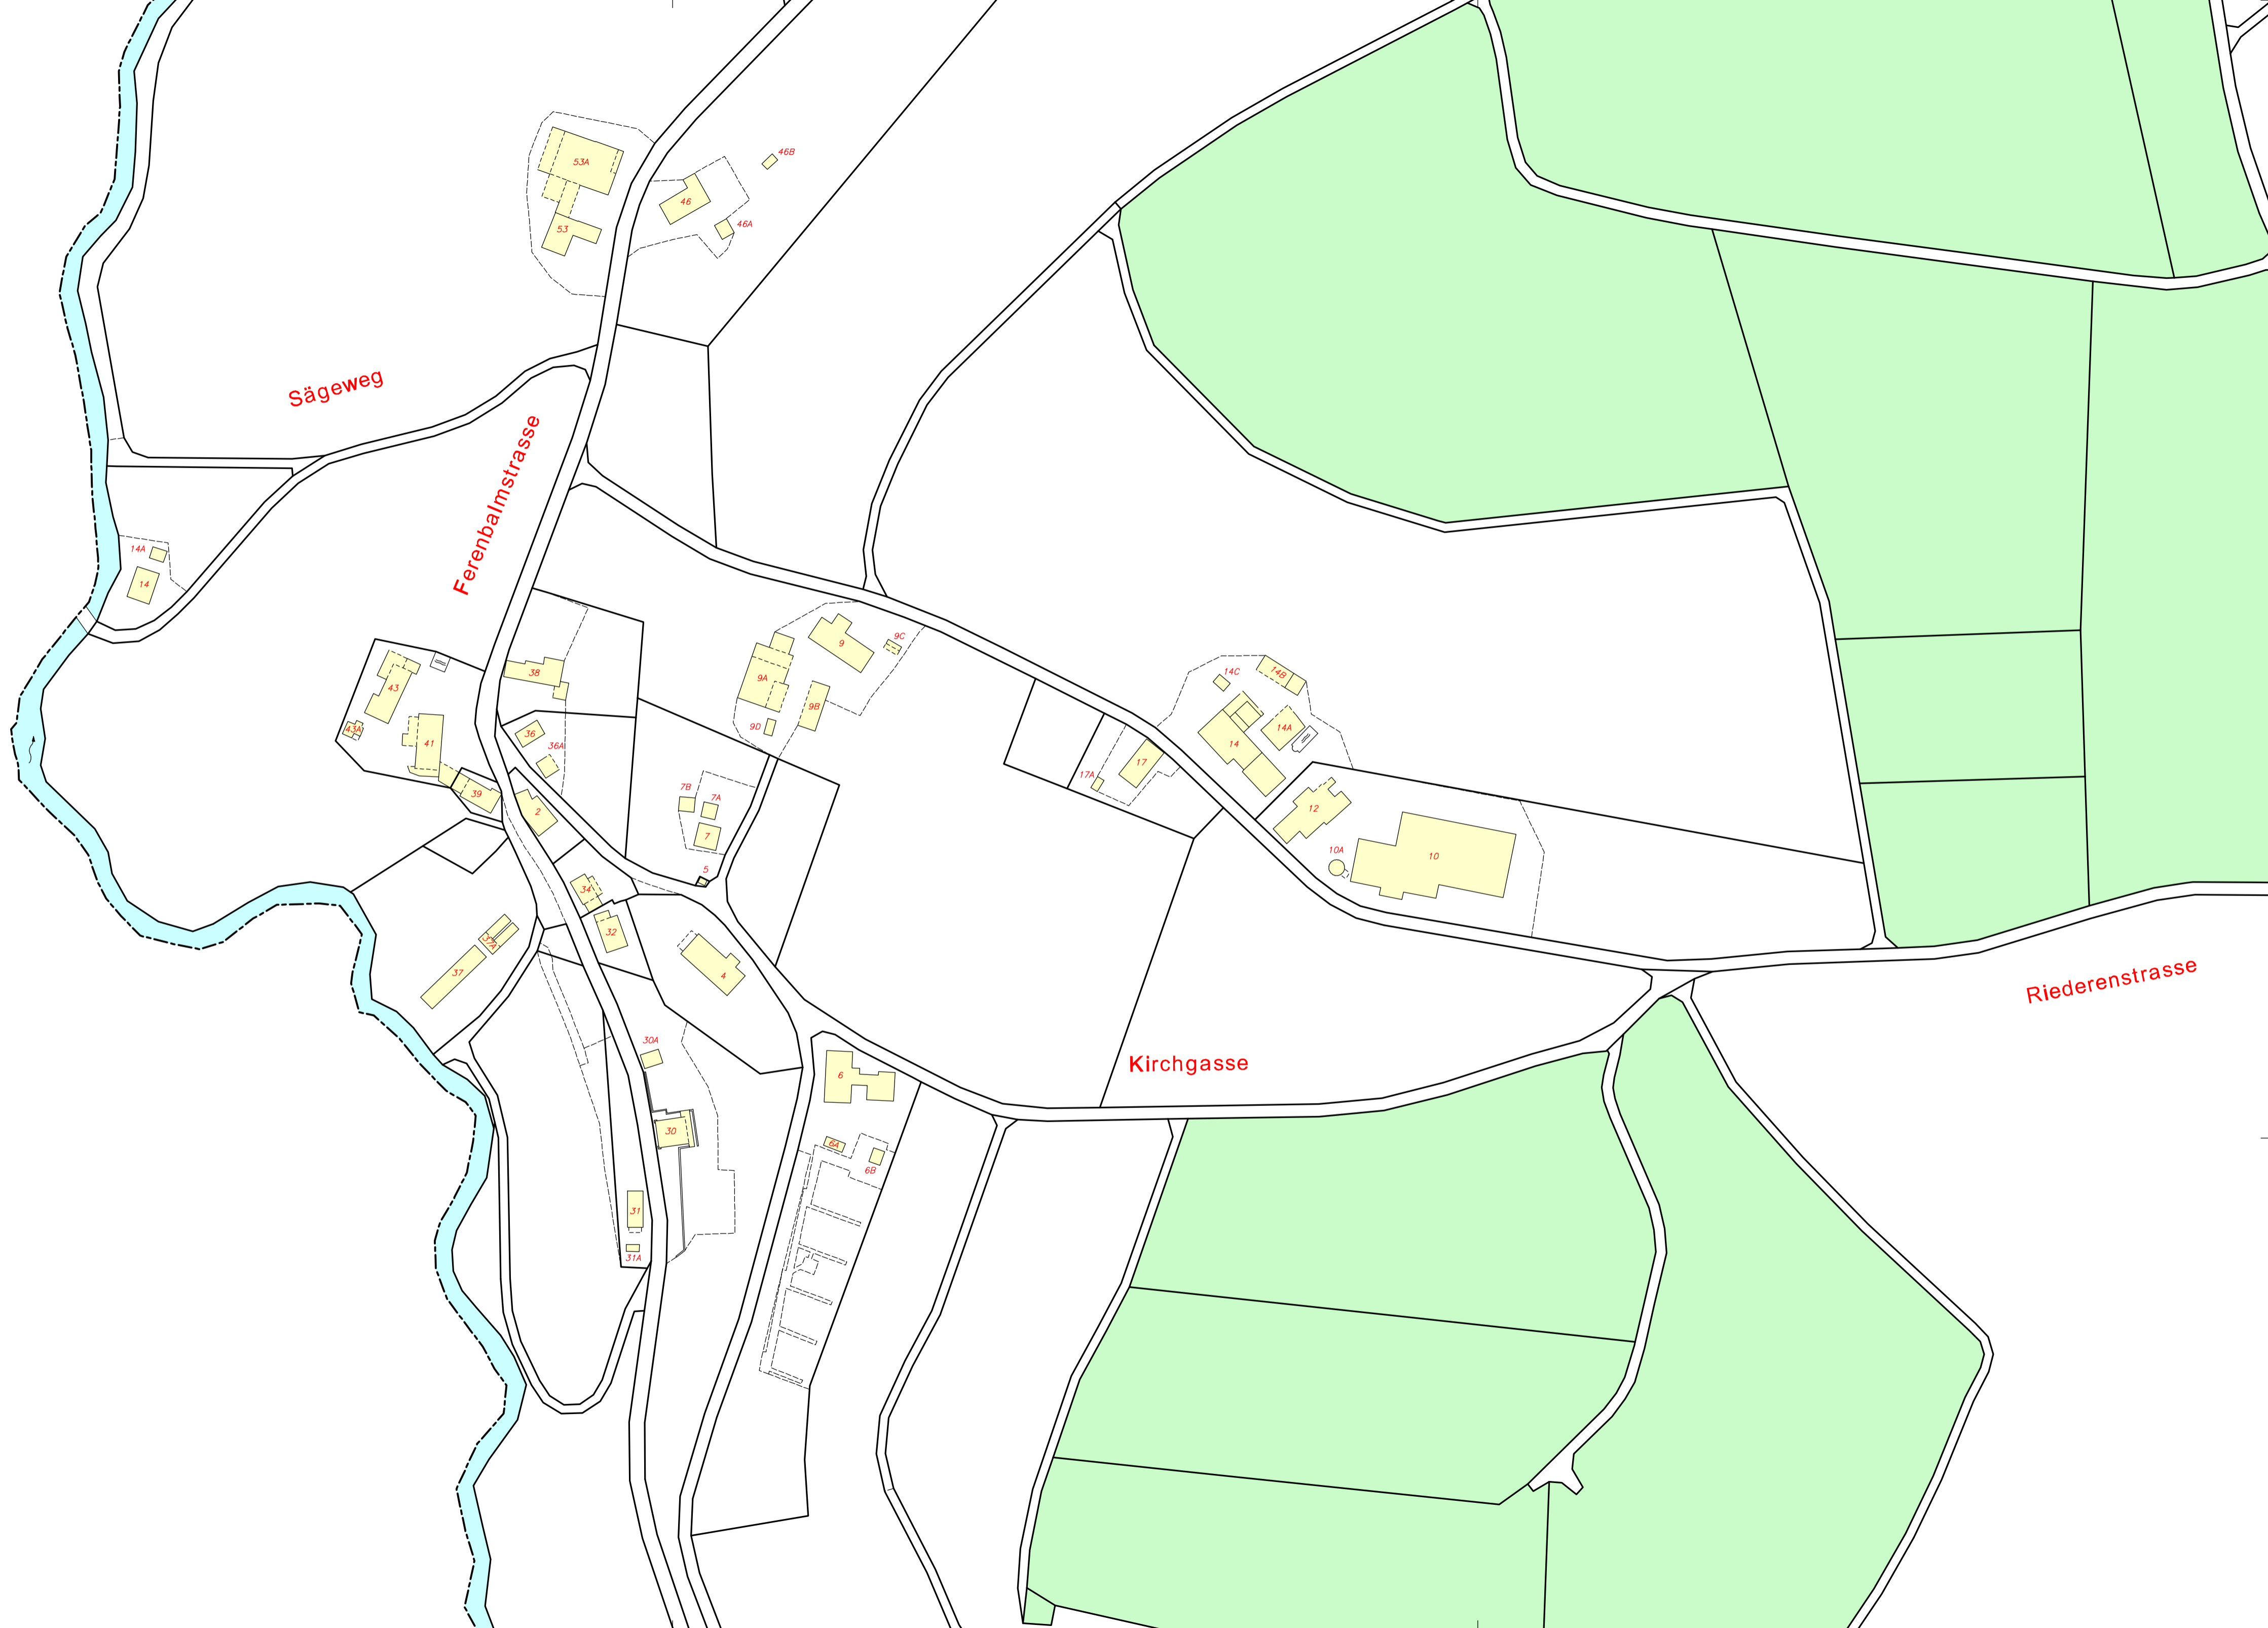 46B
53A
46
46A
53
Sägeweg
Ferenbalmstrasse
14A
14
9C
9
38
9A
43
9B
9D
43A
41
36
36A
14C
14B
14A
14
17
17A
39
2
7B
7A
7
12
10A
10
5
34
32
37A
37
4
Riederenstrasse
30A
6
Kirchgasse
30
6A
6B
31
31A